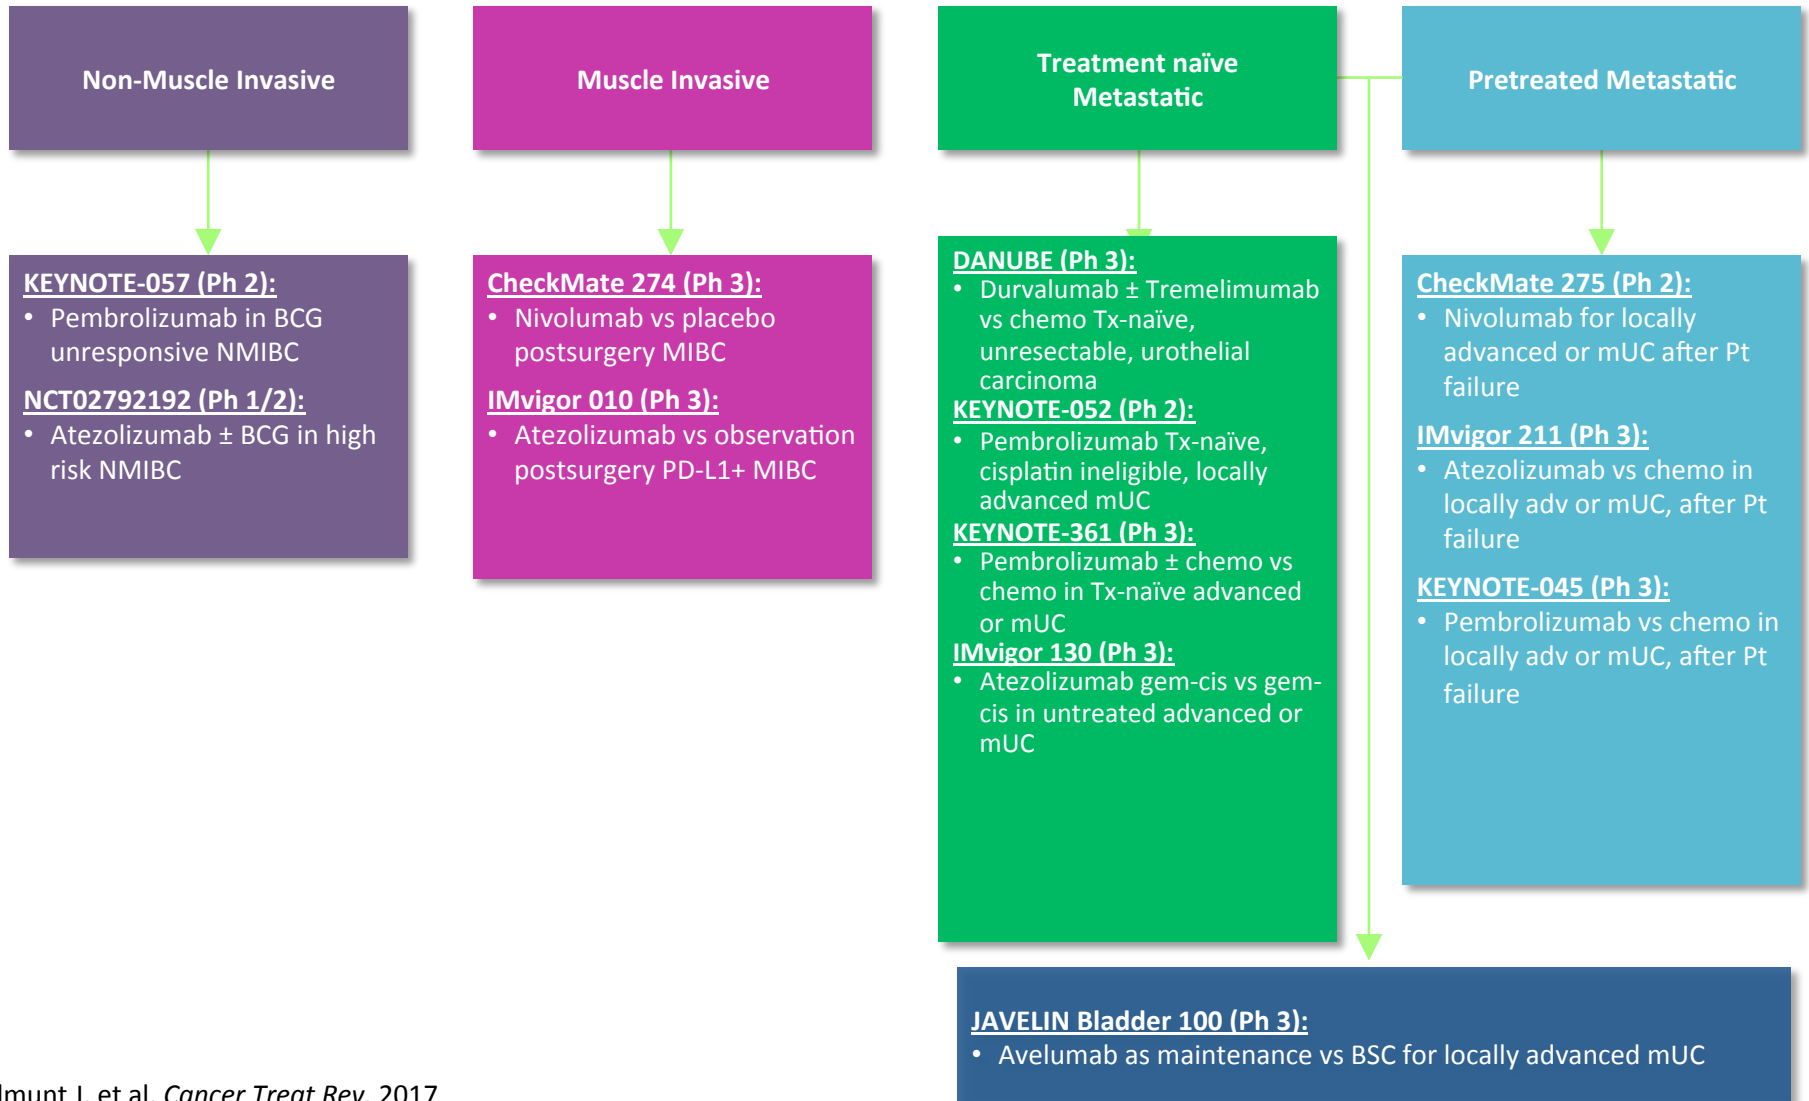 Non-Muscle Invasive
Muscle Invasive
Treatment naïve
Metastatic
Pretreated Metastatic
KEYNOTE-057 (Ph 2):
• Pembrolizumab in BCG
unresponsive NMIBC
NCT02792192 (Ph 1/2):
• Atezolizumab ± BCG in high
risk NMIBC
CheckMate 274 (Ph 3):
• Nivolumab vs placebo
postsurgery MIBC
IMvigor 010 (Ph 3):
• Atezolizumab vs observation
postsurgery PD-L1+ MIBC
DANUBE (Ph 3):
• Durvalumab ± Tremelimumab
vs chemo Tx-naïve,
unresectable, urothelial
carcinoma
KEYNOTE-052 (Ph 2):
• Pembrolizumab Tx-naïve,
cisplatin ineligible, locally
advanced mUC
KEYNOTE-361 (Ph 3):
• Pembrolizumab ± chemo vs
chemo in Tx-naïve advanced
or mUC
IMvigor 130 (Ph 3):
• Atezolizumab gem-cis vs gem-
cis in untreated advanced or
mUC
CheckMate 275 (Ph 2):
• Nivolumab for locally
advanced or mUC after Pt
failure
IMvigor 211 (Ph 3):
• Atezolizumab vs chemo in
locally adv or mUC, after Pt
failure
KEYNOTE-045 (Ph 3):
• Pembrolizumab vs chemo in
locally adv or mUC, after Pt
failure
JAVELIN Bladder 100 (Ph 3):
• Avelumab as maintenance vs BSC for locally advanced mUC
J, et al. Cancer Treat Rev. 2017